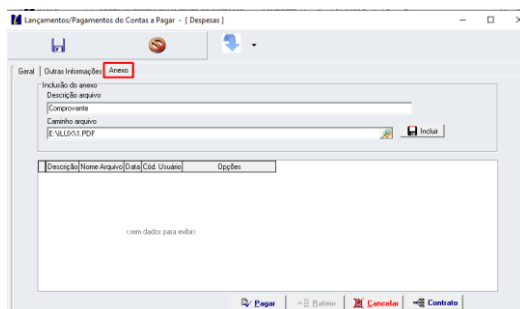 Lançamentos/Pagamentos do Contas a Pagar - [ Despesas ]
Geral Outras Informações Anexo
Inclusão do anexo
Descrição arquivo
Comprovante
Caminho arquivo
E:\ILUX\1.PDF Incluir
Descrição Nome Arquivo Data Cód. Usuário Opções
<sem dados para exibir>
Pagar Rateio Cancelar Contrato